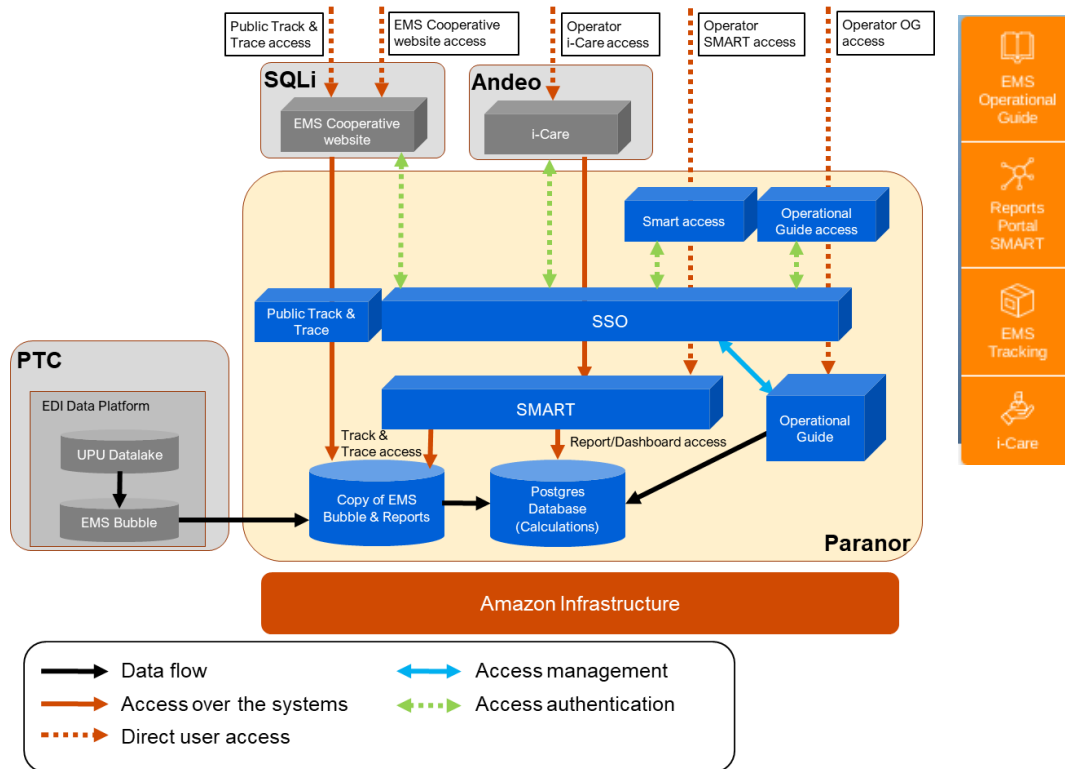 Public Track &
Trace access
EMS Cooperative
website access
Operator
i-Care access
Operator
SMART access
Operator OG
access
SQLi
EMS Cooperative
website
Andeo
i-Care
Smart access
Operational
Guide access
Public Track &
Trace
SSO
PTC
EDI Data Platform
UPU Datalake
EMS Bubble
SMART
Operational
Guide
Track &
Trace access
Report/Dashboard access
Copy of EMS
Bubble & Reports
Postgres
Database
(Calculations)
Paranor
Amazon Infrastructure
Data flow
Access over the systems
Direct user access
Access management
Access authentication
EMS
Operational
Guide
Reports
Portal
SMART
EMS
Tracking
i-Care